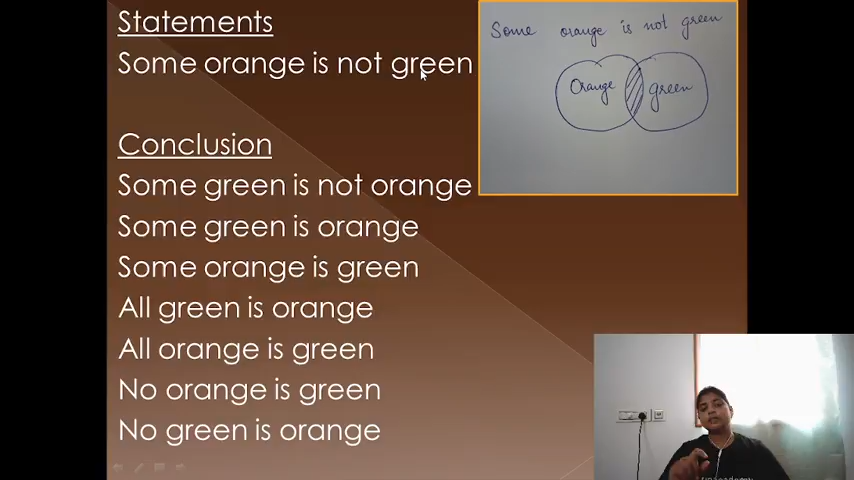 Statements
Some orange is not green
Conclusion
Some green is not orange
Some green is orange
Some orange is green
All green is orange
All orange is green
No orange is green
No green is orange
Some orange is not green
Orange green